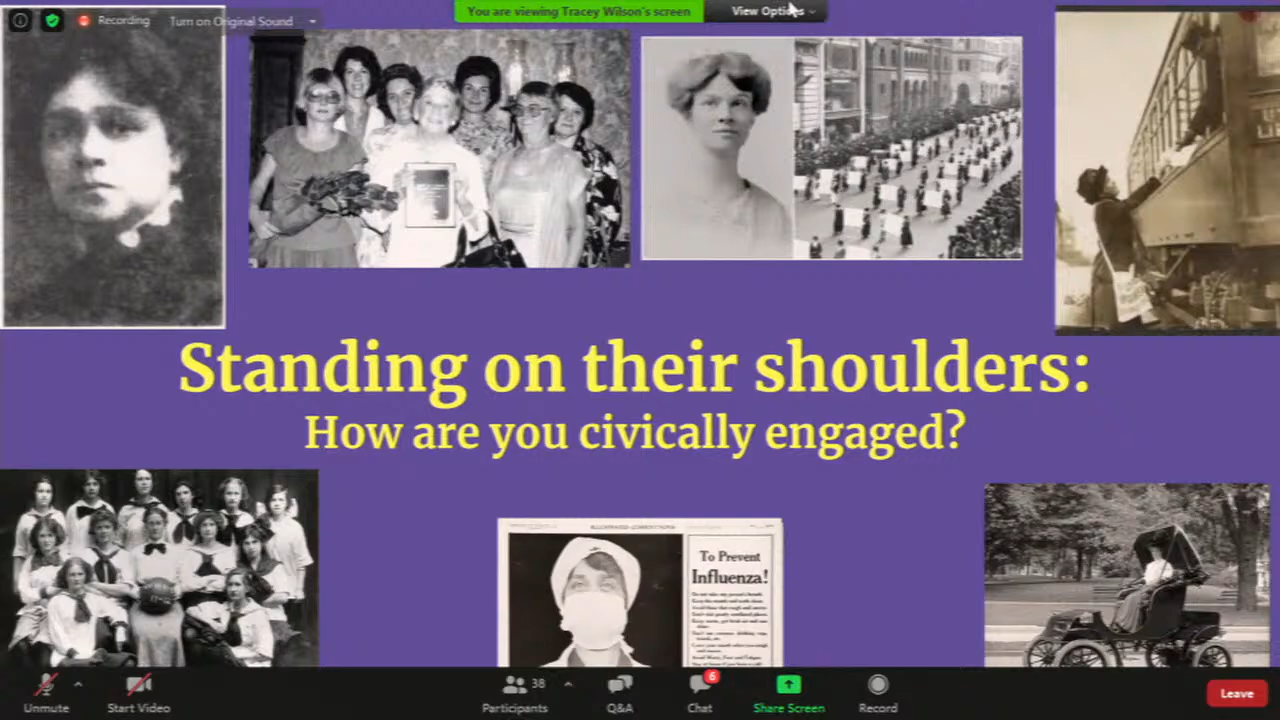 Recording
Turn on Original Sound
You are viewing Tracey Wilson's screen
View Options
Standing on their shoulders:
How are you civically engaged?
To Prevent
Influenza!
Unmute
Start Video
38
Participants
Q&A
6
Chat
Share Screen
Record
Leave